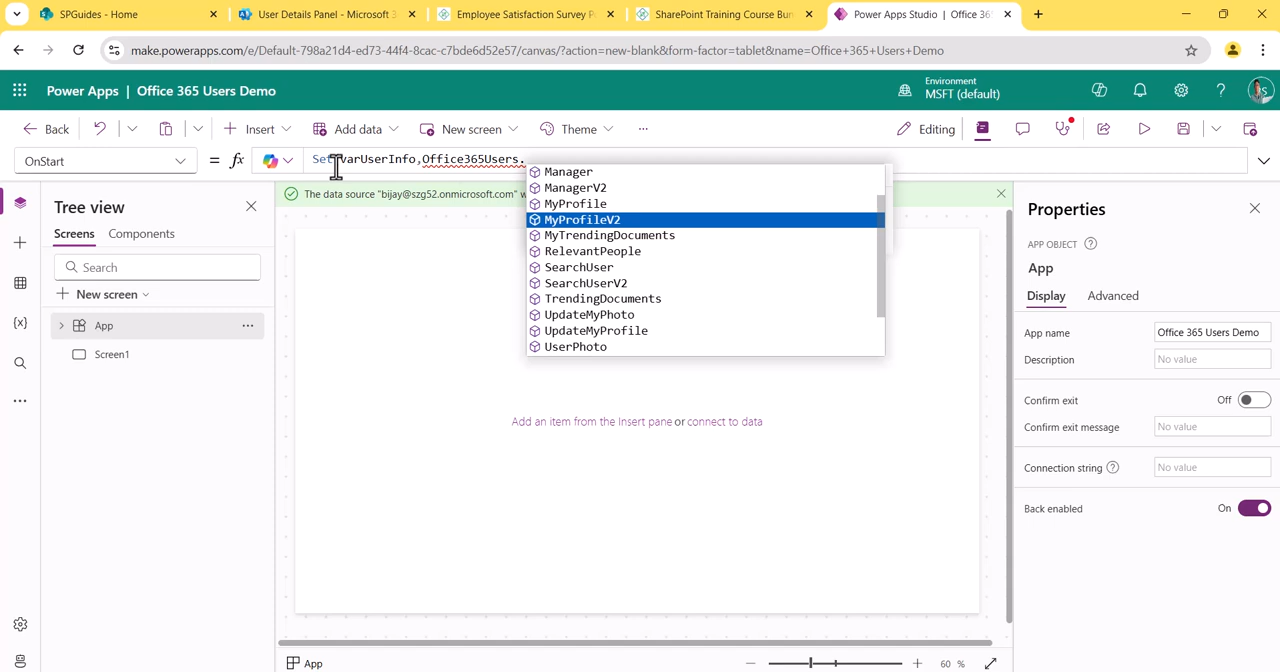 SPGuides - Home
User Details Panel - Microsoft 3
Employee Satisfaction Survey P
SharePoint Training Course Bun
Power Apps Studio | Office 36
make.powerapps.com/e/Default-798a21d4-ed73-44f4-8cac-c7bde6d52e57/canvas/?action=new-blank&form-factor=tablet&name=Office+365+Users+Demo
Power Apps | Office 365 Users Demo
Environment
MSFT (default)
Back
Insert
Add data
New screen
Theme
Editing
OnStart
= fx
Set(varUserInfo,Office365Users.
The data source "bijay@szg52.onmicrosoft.com" w
Manager
ManagerV2
MyProfile
MyProfileV2
MyTrendingDocuments
RelevantPeople
SearchUser
SearchUserV2
TrendingDocuments
UpdateMyPhoto
UpdateMyProfile
UserPhoto
Tree view
Screens
Components
Search
New screen
App
Screen1
Add an item from the Insert pane or connect to data
Properties
APP OBJECT
App
Display
Advanced
App name
Office 365 Users Demo
Description
No value
Confirm exit
Off
Confirm exit message
No value
Connection string
No value
Back enabled
On
App
60 %